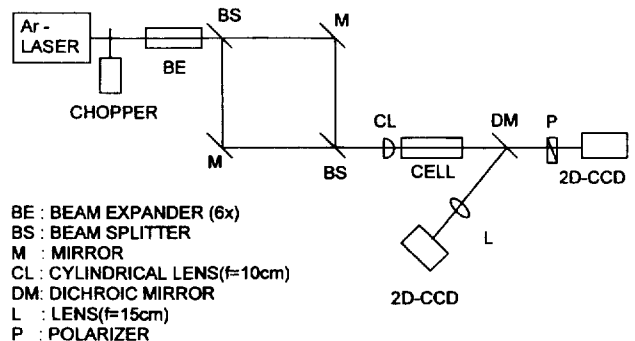 Ar -
LASER
CHOPPER
BE
BS
M
M
BS
CL
CELL
DM
P
2D-CCD
L
2D-CCD
BE : BEAM EXPANDER (6x)
BS : BEAM SPLITTER
M : MIRROR
CL : CYLINDRICAL LENS(f=10cm)
DM: DICHROIC MIRROR
L : LENS(f=15cm)
P : POLARIZER